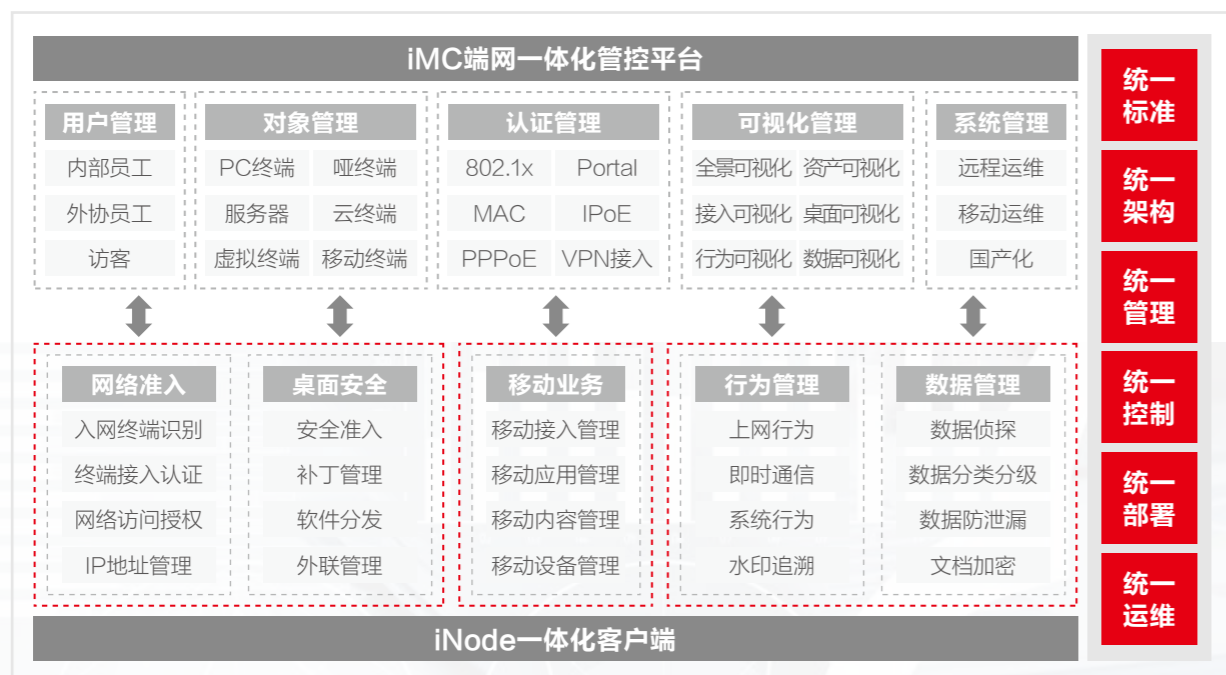 iMC端网一体化管控平台
用户管理
内部员工
外协员工
访客
对象管理
PC终端 哑终端
服务器 云终端
虚拟终端 移动终端
认证管理
802.1x Portal
MAC IPoE
PPPoE VPN接入
可视化管理
全景可视化 资产可视化
接入可视化 桌面可视化
行为可视化 数据可视化
系统管理
远程运维
移动运维
国产化
网络准入
入网终端识别
终端接入认证
网络访问授权
IP地址管理
桌面安全
安全准入
补丁管理
软件分发
外联管理
移动业务
移动接入管理
移动应用管理
移动内容管理
移动设备管理
行为管理
上网行为
即时通信
系统行为
水印追溯
数据管理
数据侦探
数据分类分级
数据防泄漏
文档加密
iNode一体化客户端
统一
标准
统一
架构
统一
管理
统一
控制
统一
部署
统一
运维